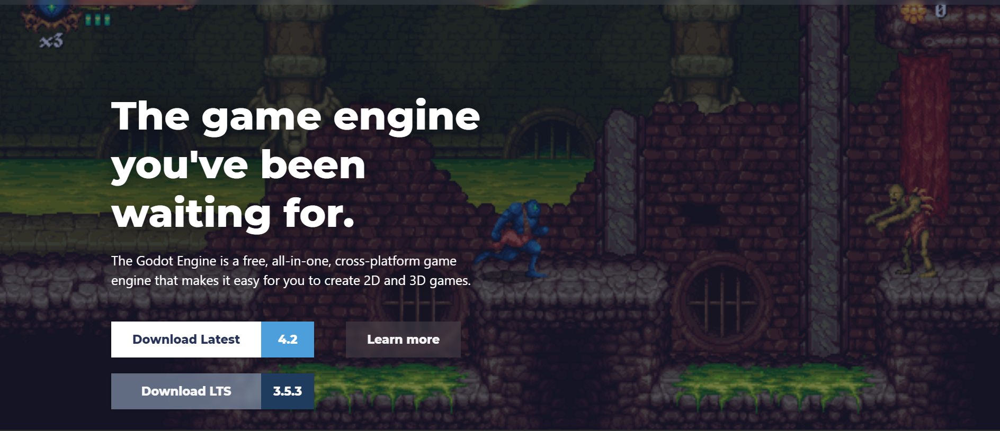 x3
0
The game engine
you've been
waiting for.
The Godot Engine is a free, all-in-one, cross-platform game
engine that makes it easy for you to create 2D and 3D games.
Download Latest 4.2 Learn more
Download LTS 3.5.3